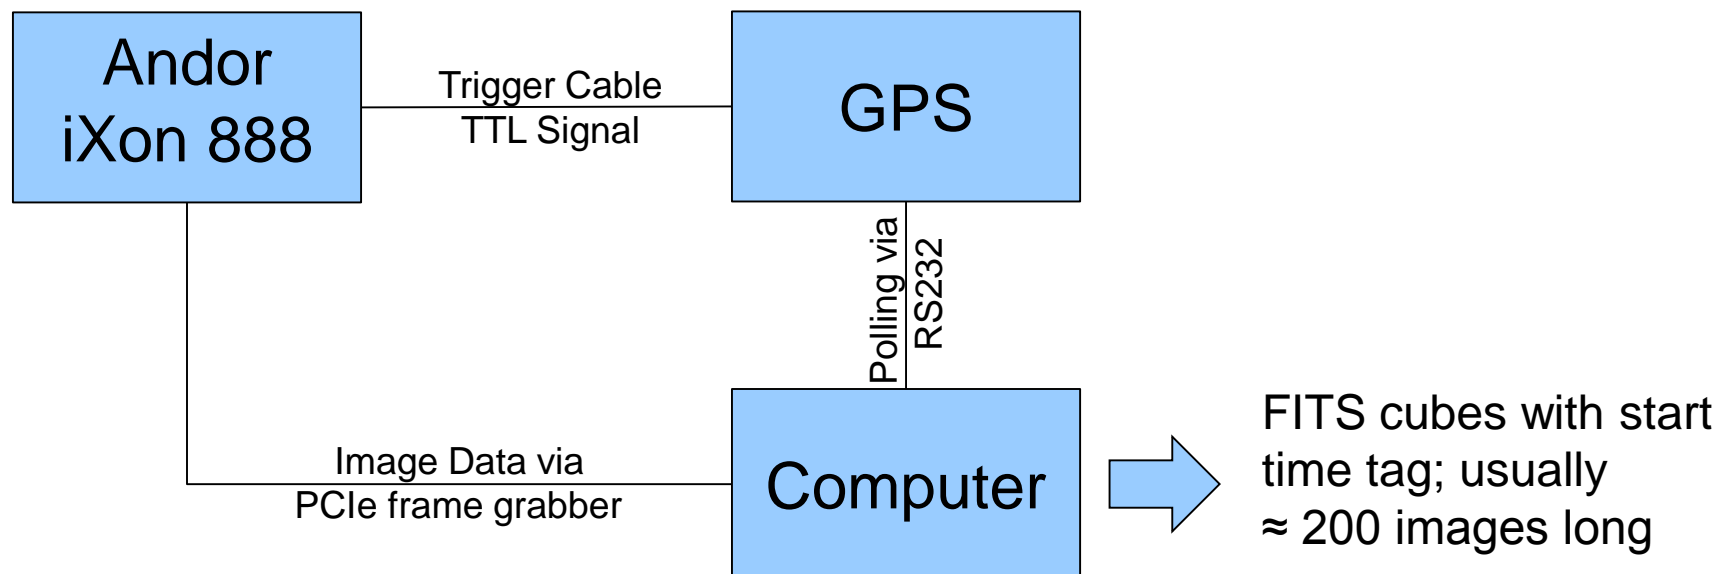 Andor
iXon 888
Trigger Cable
TTL Signal
GPS
Polling via
RS232
Image Data via
PCIe frame grabber
Computer
FITS cubes with start
time tag; usually
≈ 200 images long